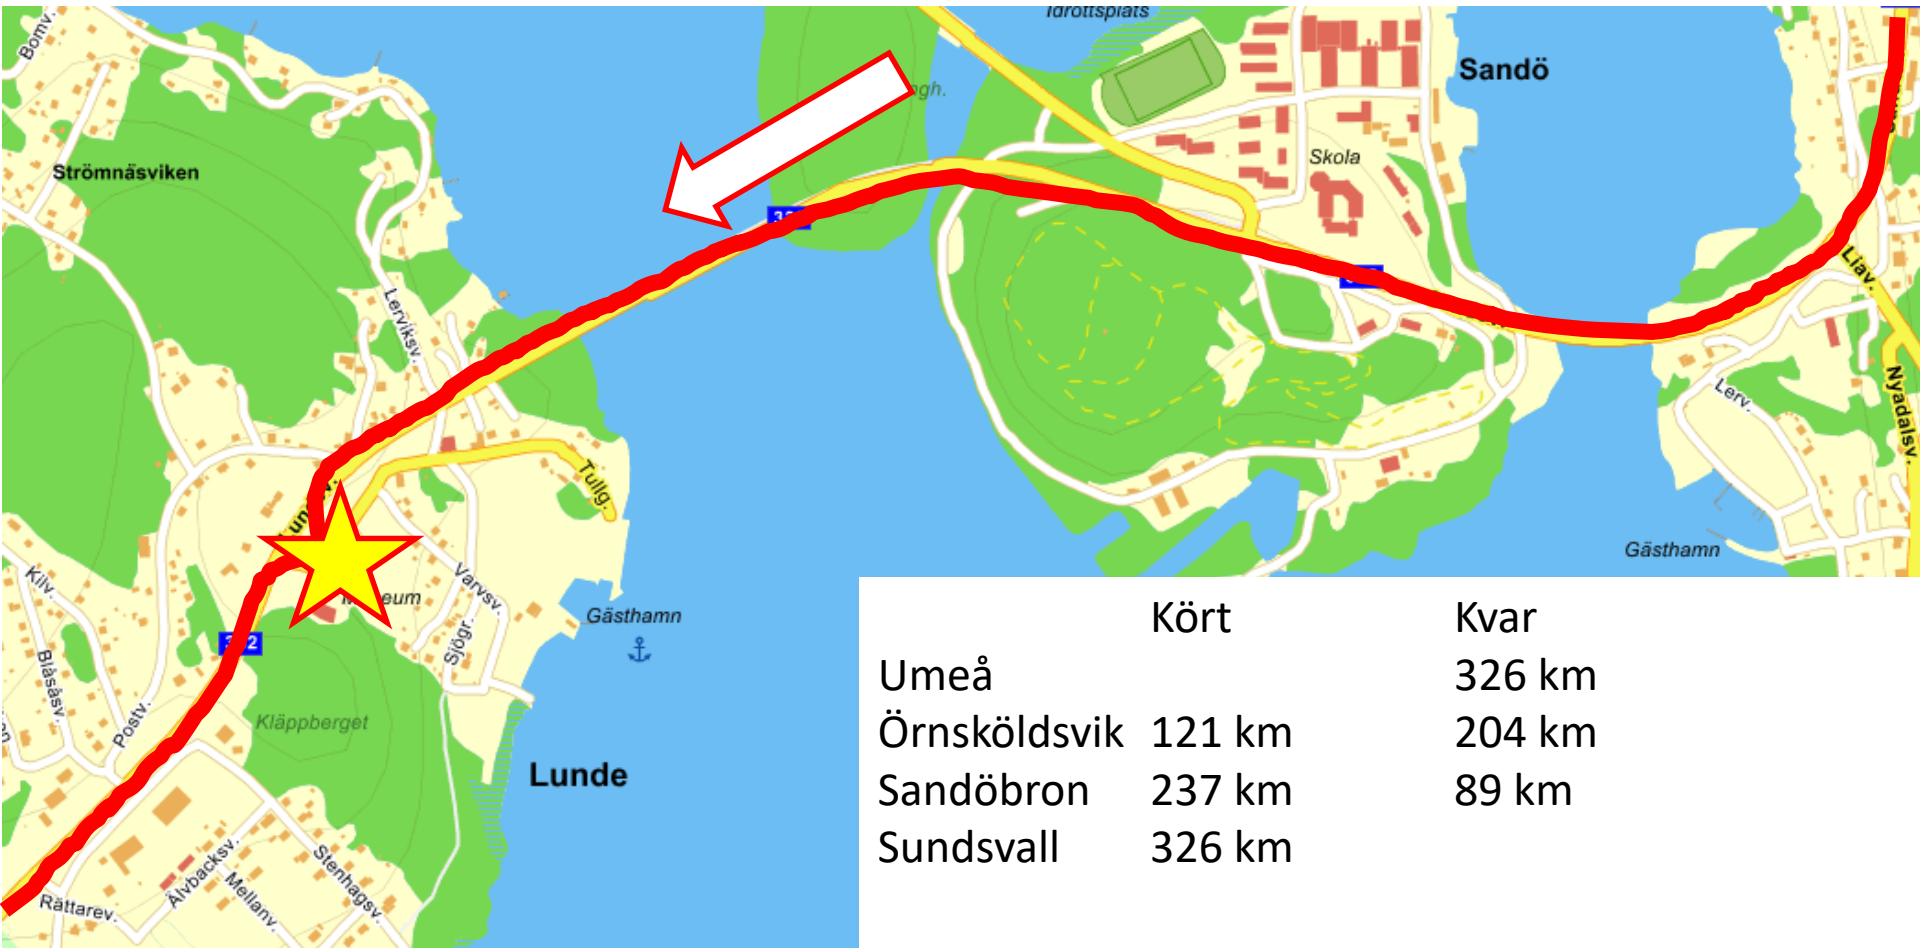 Idrottsplats
Bomv.
Sandö
Skola
Strömnäsviken
Liav.
Lerviksv.
Lerv.
Nyadalsv.
Tullg.
Gästhamn
Kilv.
Varvsv.
Gästhamn
Sjögr.
Blåsåsv.
Postv.
Kläppberget
Lunde
Stenhagsv.
Älvbacksv.
Mellanv.
Rättarev.
Kört Kvar
Umeå 326 km
Örnsköldsvik 121 km 204 km
Sandöbron 237 km 89 km
Sundsvall 326 km